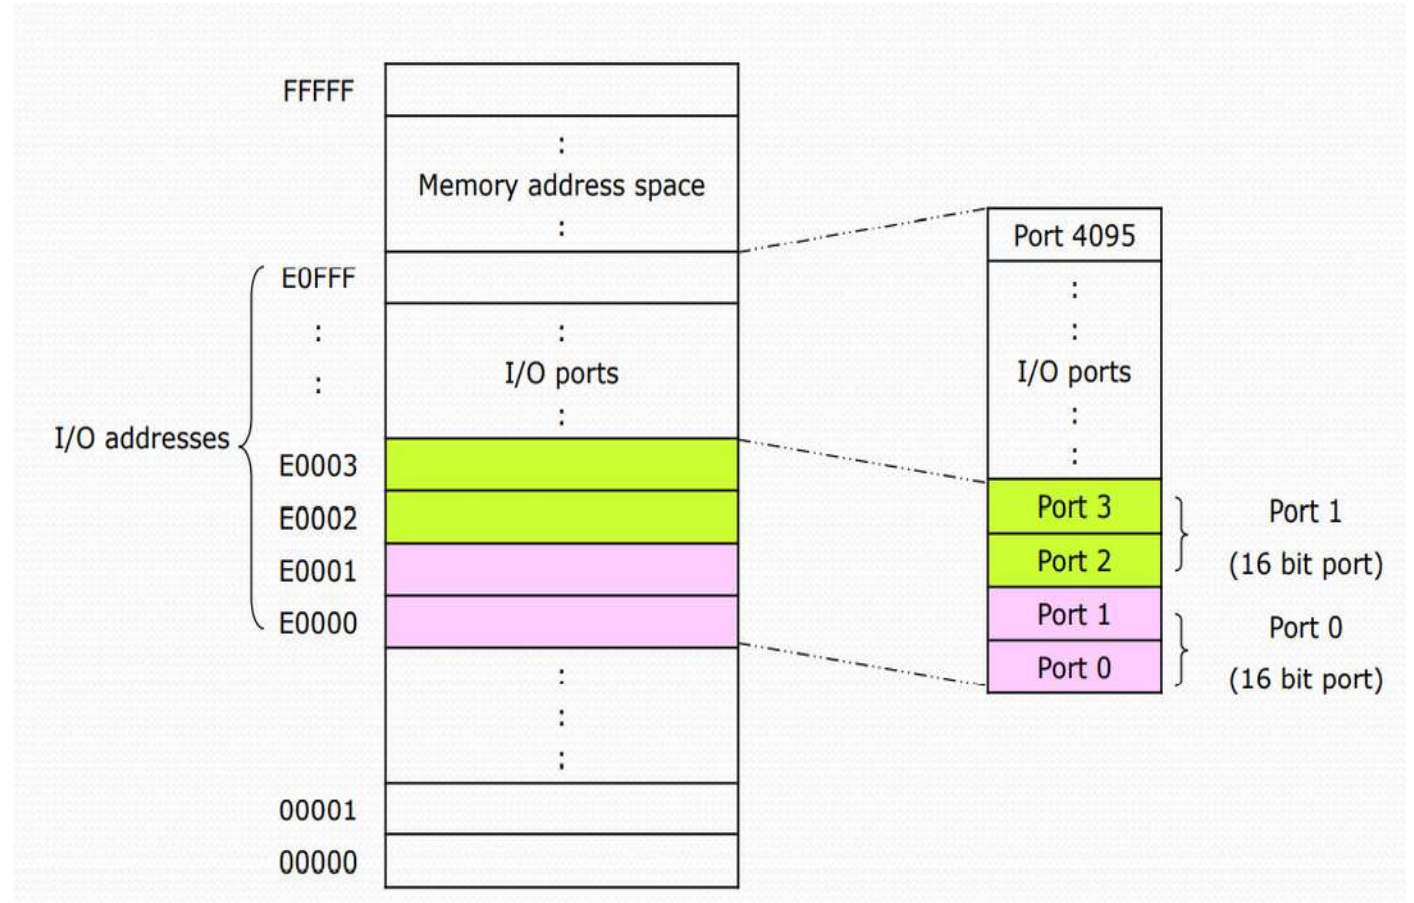 FFFFF
:
Memory address space
:
E0FFF
:
:
:
I/O ports
:
I/O addresses
E0003
E0002
E0001
E0000
:
:
:
00001
00000
Port 4095
:
:
I/O ports
:
:
Port 3
Port 2
Port 1
Port 0
Port 1
(16 bit port)
Port 0
(16 bit port)